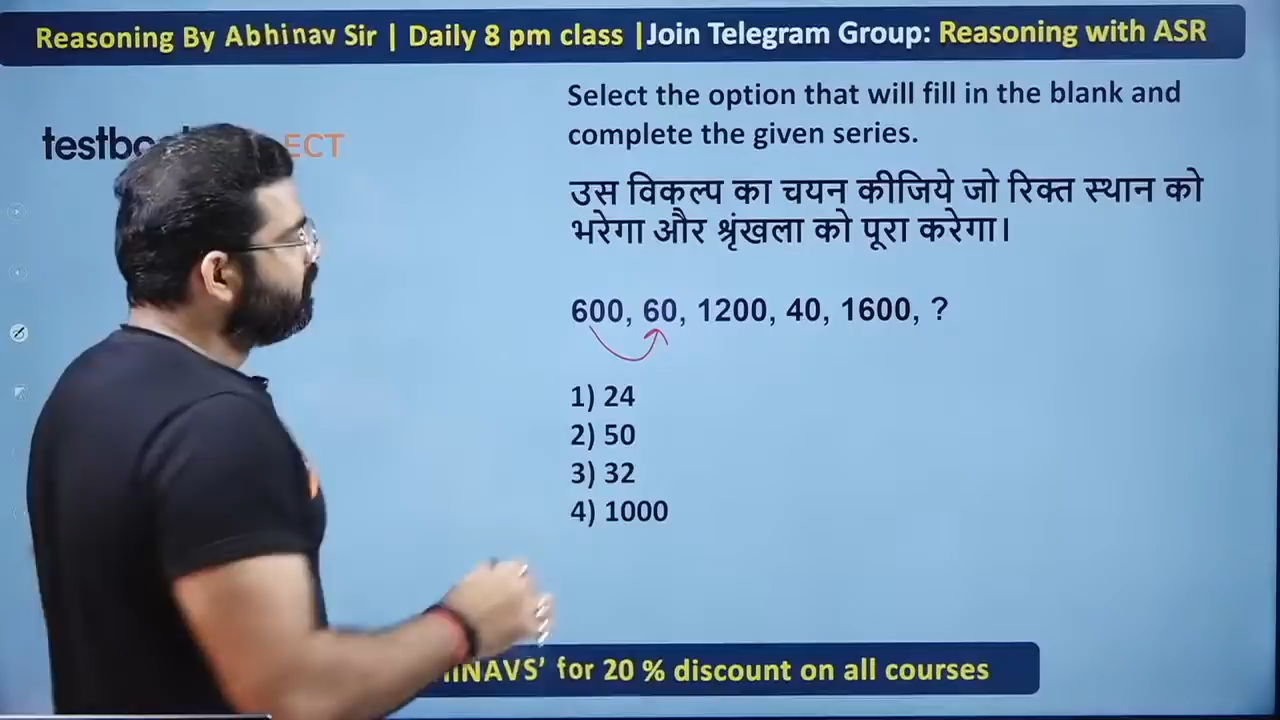 Reasoning By Abhinav Sir | Daily 8 pm class |Join Telegram Group: Reasoning with ASR
Select the option that will fill in the blank and
complete the given series.
उस विकल्प का चयन कीजिये जो रिक्त स्थान को
भरेगा और श्रृंखला को पूरा करेगा।
600, 60, 1200, 40, 1600, ?
1) 24
2) 50
3) 32
4) 1000
for 20 % discount on all courses